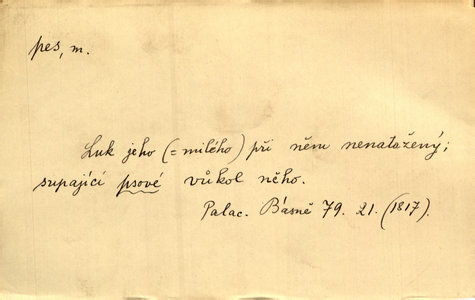 pes, m.
Luk jeho (= milého) při něm nenatažený;
supající psové vůkol něho.
Palac. Básně 79. 21. (1817).